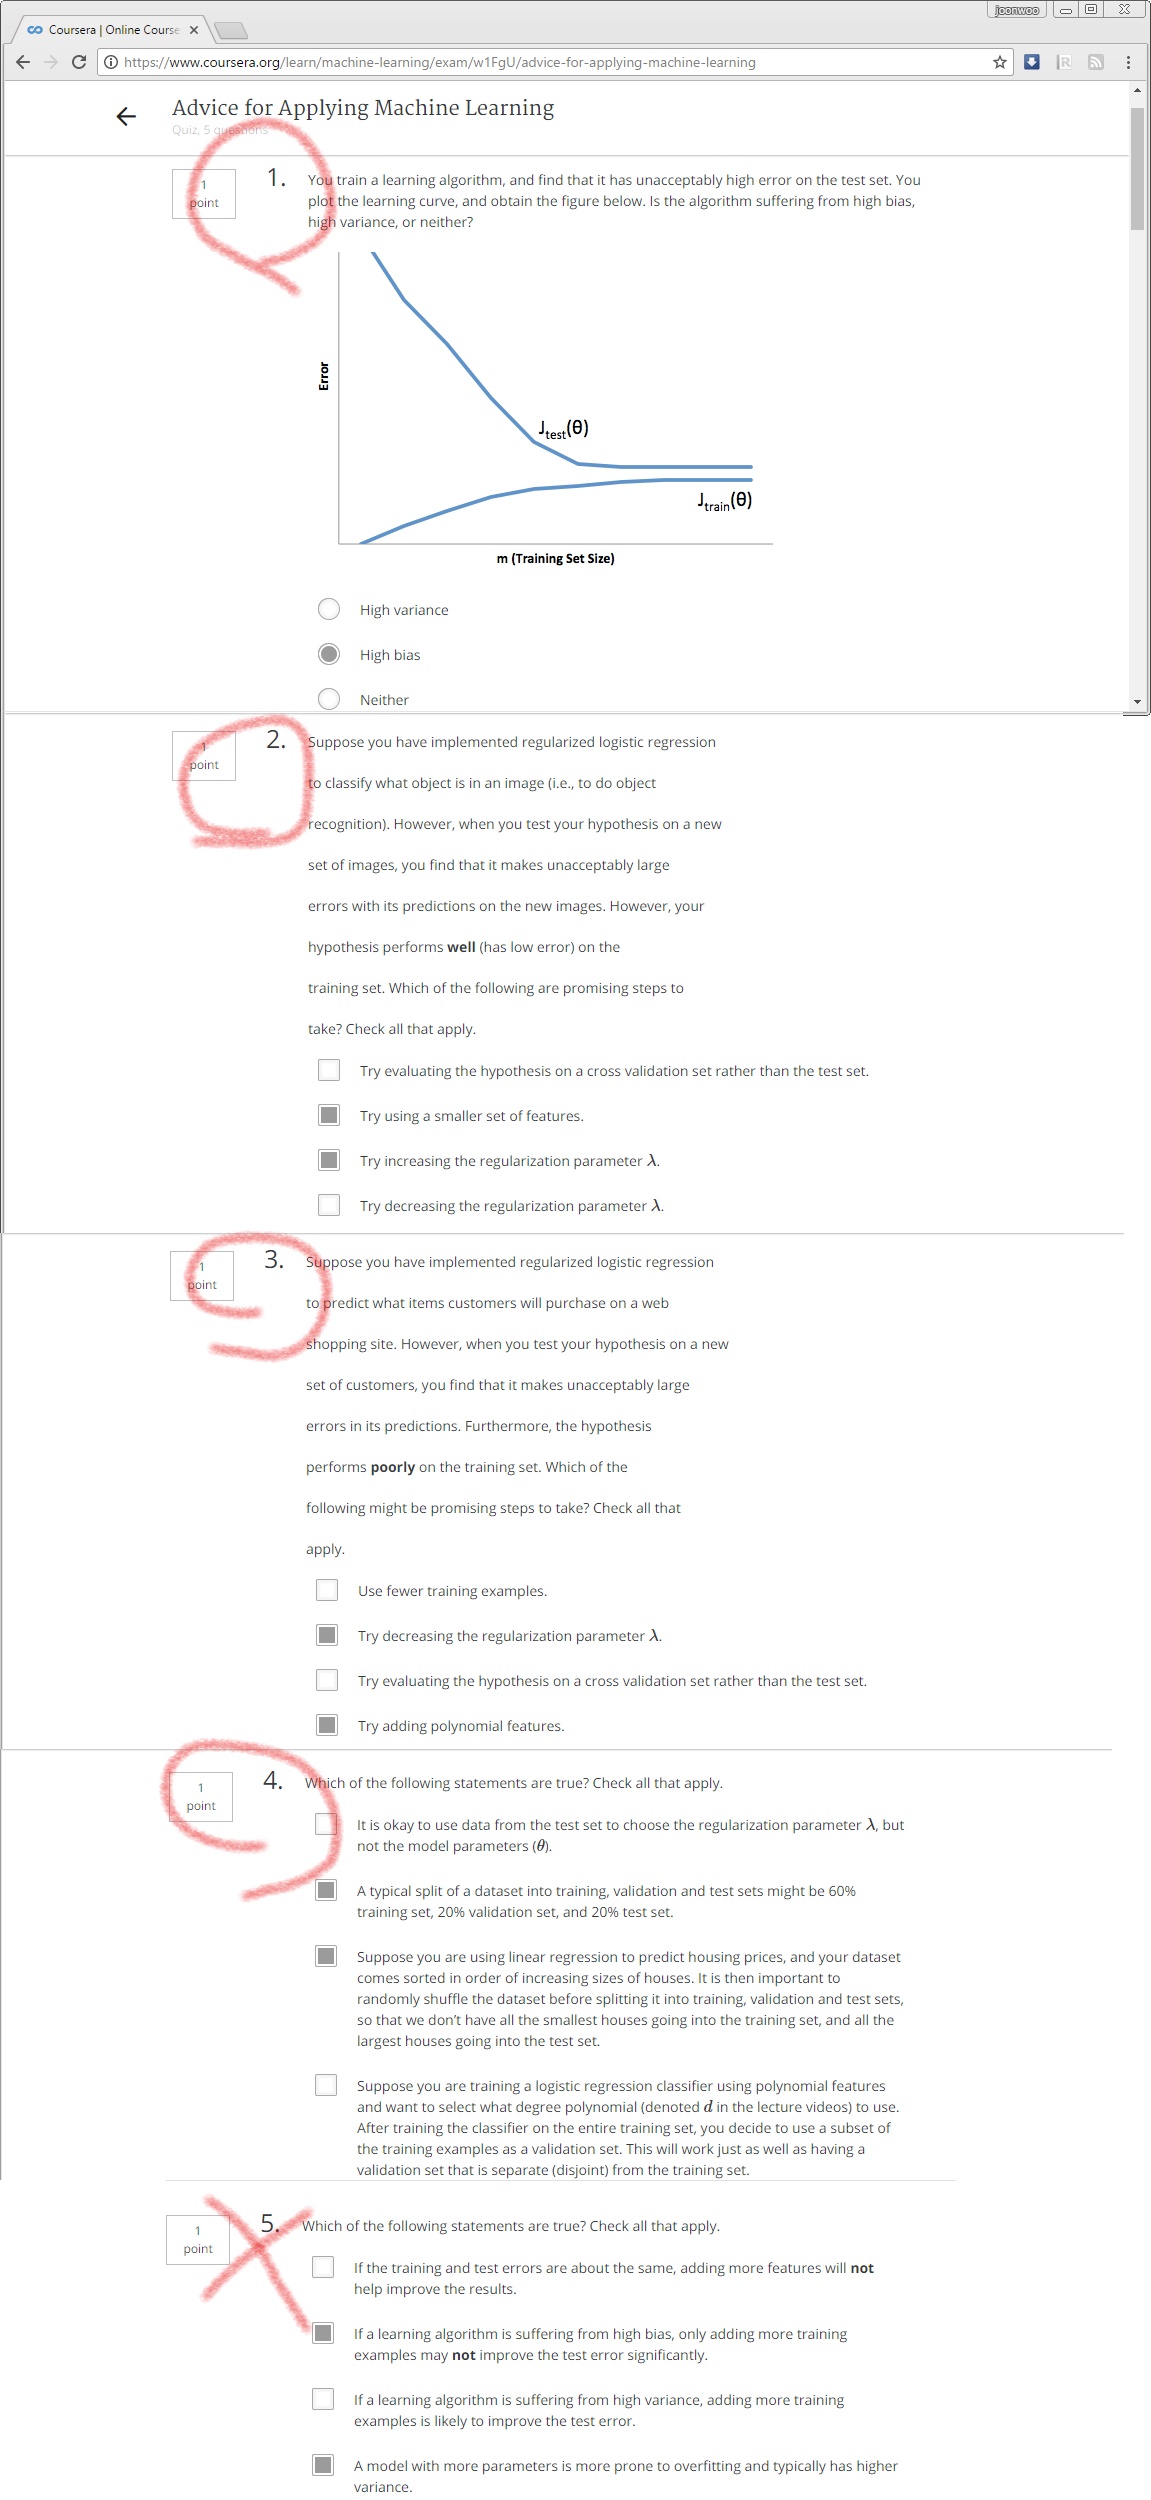 joonwoo
Coursera | Online Course
https://www.coursera.org/learn/machine-learning/exam/w1FgU/advice-for-applying-machine-learning
Advice for Applying Machine Learning
Quiz, 5 questions
1
point
1.
You train a learning algorithm, and find that it has unacceptably high error on the test set. You
plot the learning curve, and obtain the figure below. Is the algorithm suffering from high bias,
high variance, or neither?
Error
Jtest(θ)
Jtrain(θ)
m (Training Set Size)
High variance
High bias
Neither
1
point
2.
Suppose you have implemented regularized logistic regression
to classify what object is in an image (i.e., to do object
recognition). However, when you test your hypothesis on a new
set of images, you find that it makes unacceptably large
errors with its predictions on the new images. However, your
hypothesis performs well (has low error) on the
training set. Which of the following are promising steps to
take? Check all that apply.
Try evaluating the hypothesis on a cross validation set rather than the test set.
Try using a smaller set of features.
Try increasing the regularization parameter λ.
Try decreasing the regularization parameter λ.
1
point
3.
Suppose you have implemented regularized logistic regression
to predict what items customers will purchase on a web
shopping site. However, when you test your hypothesis on a new
set of customers, you find that it makes unacceptably large
errors in its predictions. Furthermore, the hypothesis
performs poorly on the training set. Which of the
following might be promising steps to take? Check all that
apply.
Use fewer training examples.
Try decreasing the regularization parameter λ.
Try evaluating the hypothesis on a cross validation set rather than the test set.
Try adding polynomial features.
1
point
4.
Which of the following statements are true? Check all that apply.
It is okay to use data from the test set to choose the regularization parameter λ, but
not the model parameters (θ).
A typical split of a dataset into training, validation and test sets might be 60%
training set, 20% validation set, and 20% test set.
Suppose you are using linear regression to predict housing prices, and your dataset
comes sorted in order of increasing sizes of houses. It is then important to
randomly shuffle the dataset before splitting it into training, validation and test sets,
so that we don't have all the smallest houses going into the training set, and all the
largest houses going into the test set.
Suppose you are training a logistic regression classifier using polynomial features
and want to select what degree polynomial (denoted d in the lecture videos) to use.
After training the classifier on the entire training set, you decide to use a subset of
the training examples as a validation set. This will work just as well as having a
validation set that is separate (disjoint) from the training set.
1
point
5.
Which of the following statements are true? Check all that apply.
If the training and test errors are about the same, adding more features will not
help improve the results.
If a learning algorithm is suffering from high bias, only adding more training
examples may not improve the test error significantly.
If a learning algorithm is suffering from high variance, adding more training
examples is likely to improve the test error.
A model with more parameters is more prone to overfitting and typically has higher
variance.